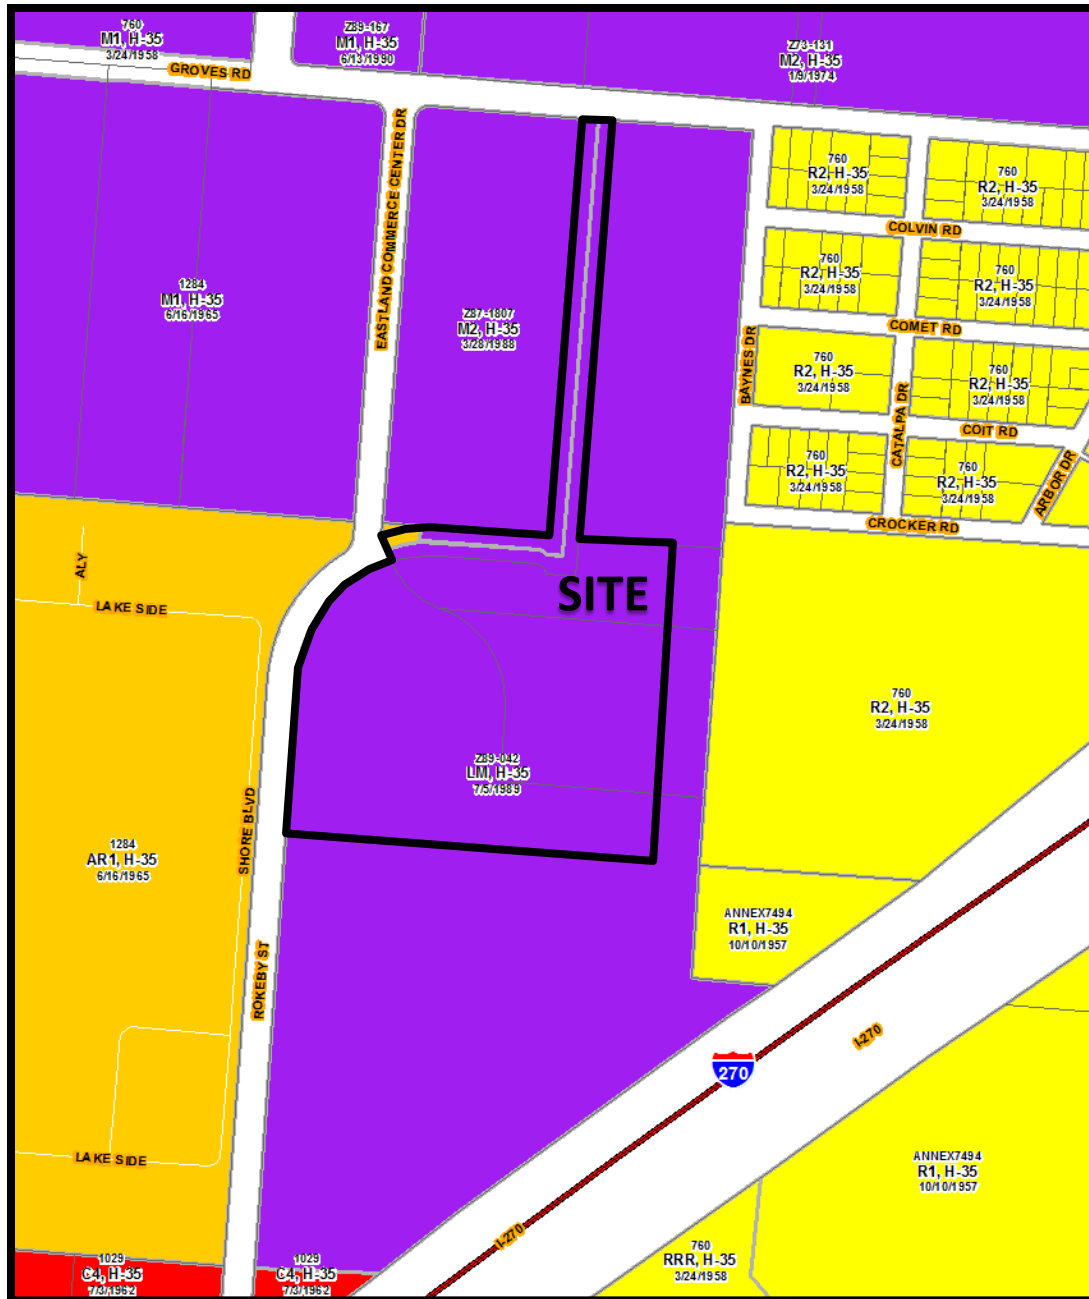 760
M1, H-35
3/24/1958
Z89-167
M1, H-35
6/13/1990
Z73-131
M2, H-35
1/9/1974
GROVES RD
EASTLAND COMMERCE CENTER DR
760
R2, H-35
3/24/1958
760
R2, H-35
3/24/1958
COLVIN RD
1284
M1, H-35
6/16/1965
Z87-1807
M2, H-35
3/28/1988
760
R2, H-35
3/24/1958
760
R2, H-35
3/24/1958
COMET RD
BAYNES DR
760
R2, H-35
3/24/1958
760
R2, H-35
3/24/1958
CATALPA DR
COIT RD
760
R2, H-35
3/24/1958
760
R2, H-35
3/24/1958
ARBOR DR
CROCKER RD
ALY
LAKE SIDE
SITE
760
R2, H-35
3/24/1958
Z89-042
LM, H-35
7/5/1989
SHORE BLVD
1284
AR1, H-35
6/16/1965
ANNEX7494
R1, H-35
10/10/1957
ROKEBY ST
I-270
270
LAKE SIDE
ANNEX7494
R1, H-35
10/10/1957
I-270
760
RRR, H-35
3/24/1958
1029
C4, H-35
7/3/1962
1029
C4, H-35
7/3/1962